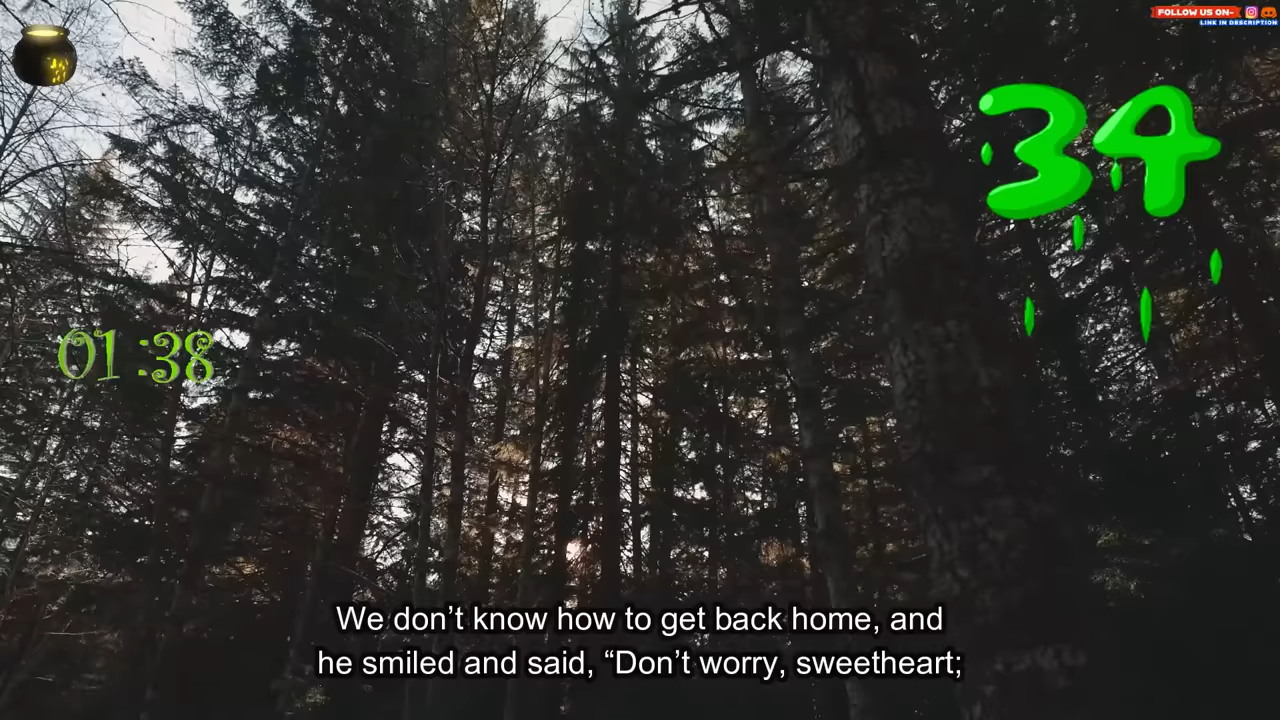 FOLLOW US ON-
LINK IN DESCRIPTION
34
01:38
We don’t know how to get back home, and
he smiled and said, “Don’t worry, sweetheart;